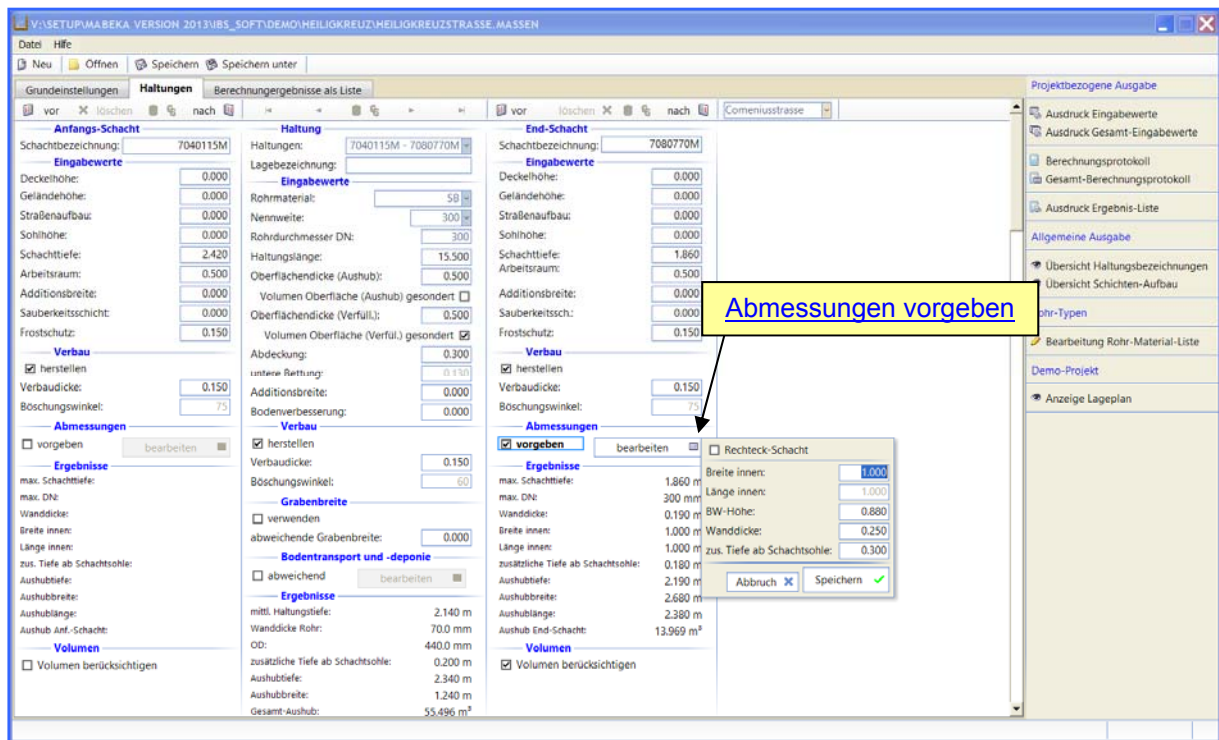 V:\SETUP\MABEKA VERSION 2013\IBS_SOFT\DEMO\HEILIGKREUZ\HEILIGKREUZSTRASSE.MASSEN
Datei Hilfe
Neu Öffnen Speichern Speichern unter
Grundeinstellungen Haltungen Berechnungergebnisse als Liste
vor löschen nach vor löschen nach Comeniusstrasse
Anfangs-Schacht
Schachtbezeichnung: 7040115M
Eingabewerte
Deckelhöhe: 0.000
Geländehöhe: 0.000
Straßenaufbau: 0.000
Sohlhöhe: 0.000
Schachttiefe: 2.420
Arbeitsraum: 0.500
Additionsbreite: 0.000
Sauberkeitsschicht: 0.000
Frostschutz: 0.150
Verbau
herstellen
Verbaudicke: 0.150
Böschungswinkel: 75
Abmessungen
vorgeben bearbeiten
Ergebnisse
max. Schachttiefe:
max. DN:
Wanddicke:
Breite innen:
Länge innen:
zus. Tiefe ab Schachtsohle:
Aushubtiefe:
Aushubbreite:
Aushublänge:
Aushub Anf.-Schacht:
Volumen
Volumen berücksichtigen
Haltung
Haltungen: 7040115M - 7080770M
Lagebezeichnung:
Eingabewerte
Rohrmaterial: SB
Nennweite: 300
Rohrdurchmesser DN: 300
Haltungslänge: 15.500
Oberflächendicke (Aushub): 0.500
Volumen Oberfläche (Aushub) gesondert
Oberflächendicke (Verfüll.): 0.500
Volumen Oberfläche (Verfül.) gesondert
Abdeckung: 0.300
untere Bettung: 0.130
Additionsbreite: 0.000
Bodenverbesserung: 0.000
Verbau
herstellen
Verbaudicke: 0.150
Böschungswinkel: 60
Grabenbreite
verwenden
abweichende Grabenbreite: 0.000
Bodentransport und -deponie
abweichend bearbeiten
Ergebnisse
mittl. Haltungstiefe: 2.140 m
Wanddicke Rohr: 70.0 mm
OD: 440.0 mm
zusätzliche Tiefe ab Schachtsohle: 0.200 m
Aushubtiefe: 2.340 m
Aushubbreite: 1.240 m
Gesamt-Aushub: 55.496 m³
End-Schacht
Schachtbezeichnung: 7080770M
Eingabewerte
Deckelhöhe: 0.000
Geländehöhe: 0.000
Straßenaufbau: 0.000
Sohlhöhe: 0.000
Schachttiefe: 1.860
Arbeitsraum: 0.500
Additionsbreite: 0.000
Sauberkeitssch.: 0.000
Frostschutz: 0.150
Verbau
herstellen
Verbaudicke: 0.150
Böschungswinkel: 75
Abmessungen
vorgeben bearbeiten
Ergebnisse
max. Schachttiefe: 1.860 m
max. DN: 300 mm
Wanddicke: 0.190 m
Breite innen: 1.000 m
Länge innen: 1.000 m
zusätzliche Tiefe ab Schachtsohle: 0.180 m
Aushubtiefe: 2.190 m
Aushubbreite: 2.680 m
Aushublänge: 2.380 m
Aushub End-Schacht: 13.969 m³
Volumen
Volumen berücksichtigen
Abmessungen vorgeben
Rechteck-Schacht
Breite innen: 1.000
Länge innen: 1.000
BW-Höhe: 0.880
Wanddicke: 0.250
zus. Tiefe ab Schachtsohle: 0.300
Abbruch Speichern
Projektbezogene Ausgabe
Ausdruck Eingabewerte
Ausdruck Gesamt-Eingabewerte
Berechnungsprotokoll
Gesamt-Berechnungsprotokoll
Ausdruck Ergebnis-Liste
Allgemeine Ausgabe
Übersicht Haltungsbezeichnungen
Übersicht Schichten-Aufbau
ohr-Typen
Bearbeitung Rohr-Material-Liste
Demo-Projekt
Anzeige Lageplan